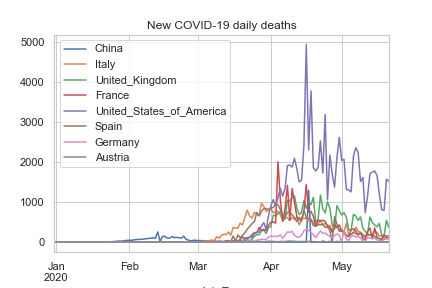 New COVID-19 daily deaths
5000
4000
3000
2000
1000
0
China
Italy
United_Kingdom
France
United_States_of_America
Spain
Germany
Austria
Jan
2020
Feb
Mar
Apr
May